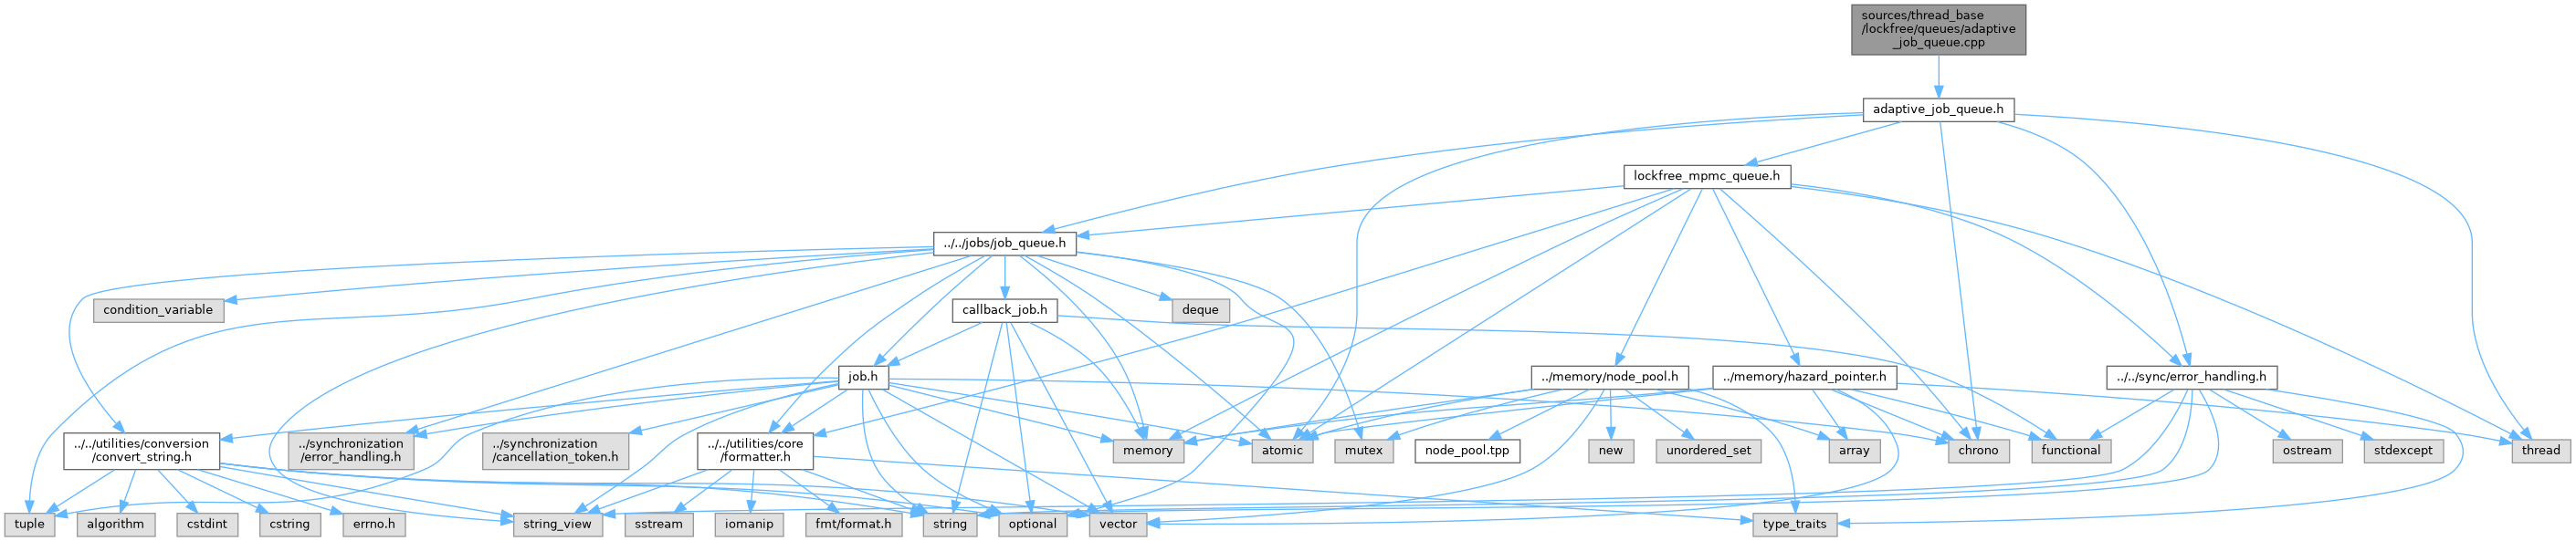 sources/thread_base
/lockfree/queues/adaptive
_job_queue.cpp
adaptive_job_queue.h
lockfree_mpmc_queue.h
../../jobs/job_queue.h
condition_variable
callback_job.h
deque
job.h
../memory/node_pool.h
../memory/hazard_pointer.h
../../sync/error_handling.h
../../utilities/conversion
/convert_string.h
../synchronization
/error_handling.h
../synchronization
/cancellation_token.h
../../utilities/core
/formatter.h
memory
atomic
mutex
node_pool.tpp
new
unordered_set
array
chrono
functional
ostream
stdexcept
thread
tuple
algorithm
cstdint
cstring
errno.h
string_view
sstream
iomanip
fmt/format.h
string
optional
vector
type_traits